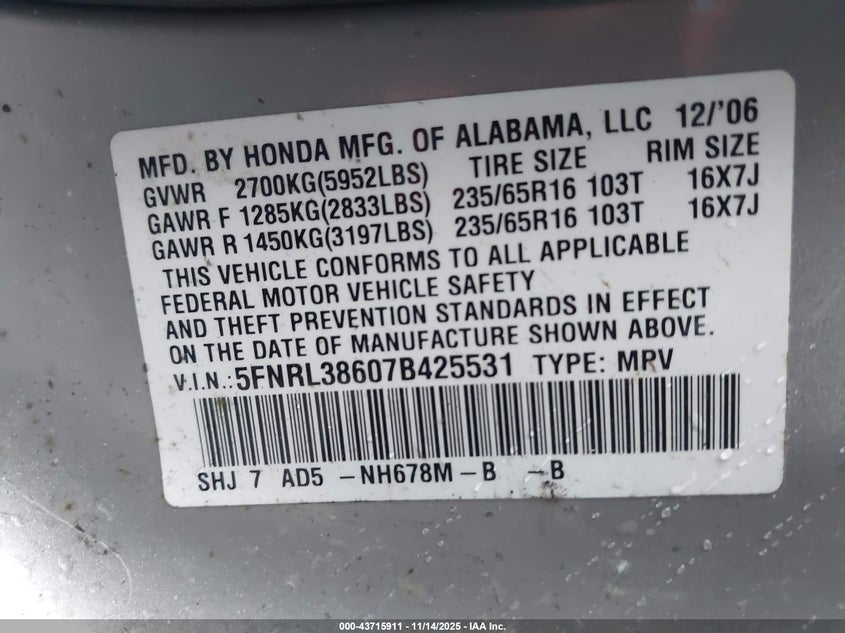 MFD. BY HONDA MFG. OF ALABAMA, LLC 12/'06
GVWR 2700KG(5952LBS) TIRE SIZE RIM SIZE
GAWR F 1285KG(2833LBS) 235/65R16 103T 16X7J
GAWR R 1450KG(3197LBS) 235/65R16 103T 16X7J
THIS VEHICLE CONFORMS TO ALL APPLICABLE
FEDERAL MOTOR VEHICLE SAFETY
AND THEFT PREVENTION STANDARDS IN EFFECT
ON THE DATE OF MANUFACTURE SHOWN ABOVE.
V.I.N.:5FNRL38607B425531 TYPE: MPV
SHJ 7 AD5 -NH678M-B -B
000-43715911 - 11/14/2025 - IAA Inc.